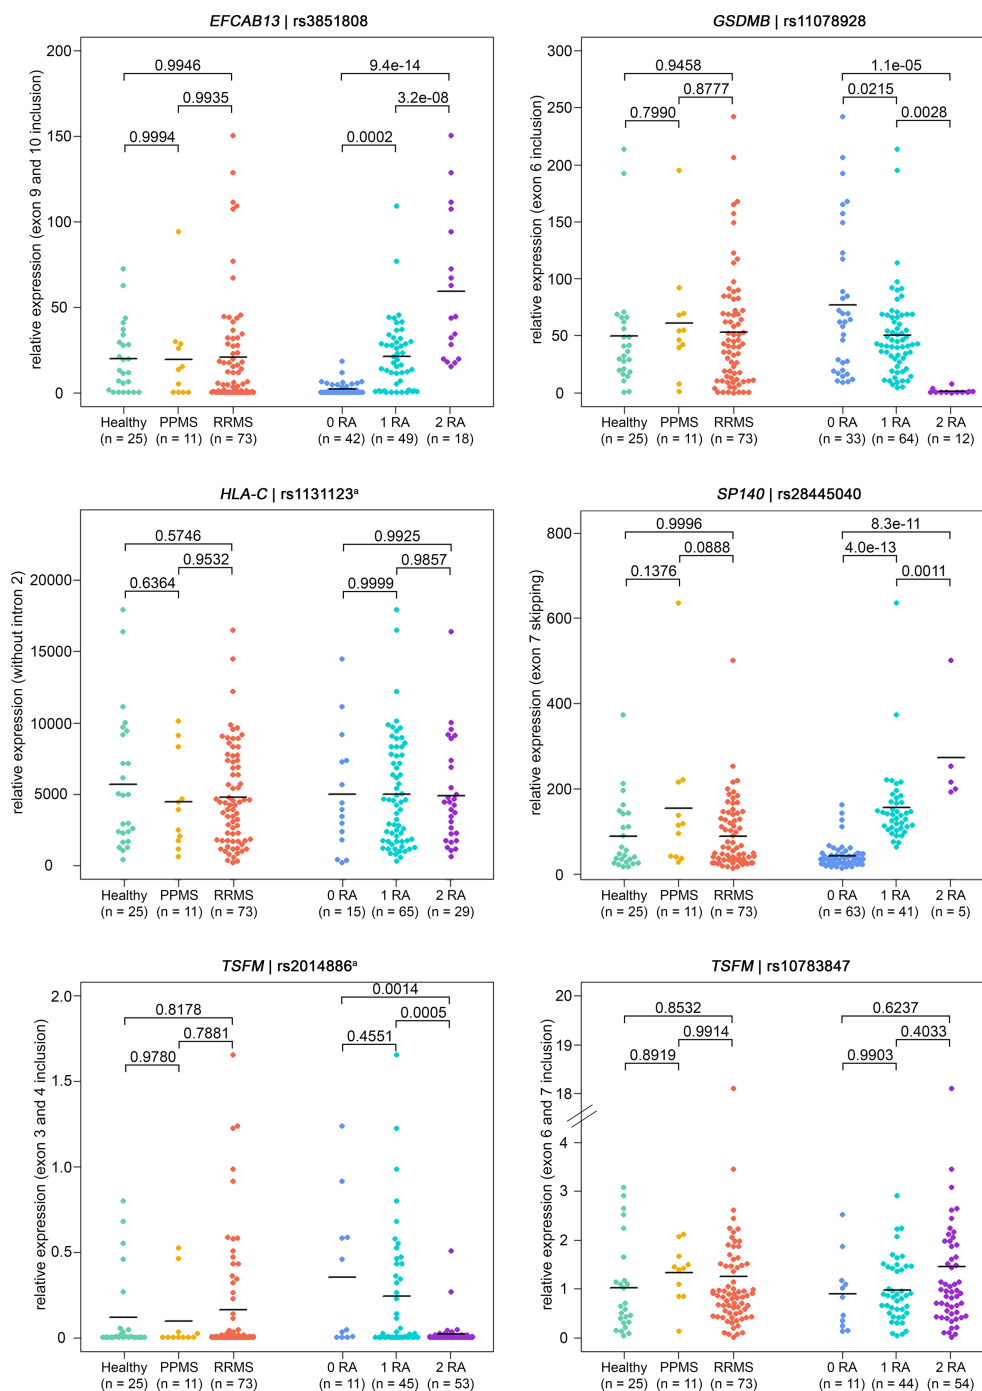 EFCAB13 | rs3851808
relative expression (exon 9 and 10 inclusion)
200
150
100
50
0
0.9946
0.9935
0.9994
9.4e-14
3.2e-08
0.0002
Healthy PPMS RRMS 0 RA 1 RA 2 RA
(n = 25) (n = 11) (n = 73) (n = 42) (n = 49) (n = 18)
GSDMB | rs11078928
relative expression (exon 6 inclusion)
300
250
200
150
100
50
0
0.9458
0.8777
0.7990
1.1e-05
0.0215
0.0028
Healthy PPMS RRMS 0 RA 1 RA 2 RA
(n = 25) (n = 11) (n = 73) (n = 33) (n = 64) (n = 12)
HLA-C | rs1131123ª
relative expression (without intron 2)
20000
15000
10000
5000
0
0.5746
0.9532
0.6364
0.9925
0.9857
0.9999
Healthy PPMS RRMS 0 RA 1 RA 2 RA
(n = 25) (n = 11) (n = 73) (n = 15) (n = 65) (n = 29)
SP140 | rs28445040
relative expression (exon 7 skipping)
800
600
400
200
0
0.9996
0.0888
0.1376
8.3e-11
4.0e-13
0.0011
Healthy PPMS RRMS 0 RA 1 RA 2 RA
(n = 25) (n = 11) (n = 73) (n = 63) (n = 41) (n = 5)
TSFM | rs2014886ª
relative expression (exon 3 and 4 inclusion)
2.0
1.5
1.0
0.5
0
0.8178
0.7881
0.9780
0.0014
0.0005
0.4551
Healthy PPMS RRMS 0 RA 1 RA 2 RA
(n = 25) (n = 11) (n = 73) (n = 11) (n = 45) (n = 53)
TSFM | rs10783847
relative expression (exon 6 and 7 inclusion)
20
19
18
4
3
2
1
0
0.8532
0.9914
0.8919
0.6237
0.4033
0.9903
Healthy PPMS RRMS 0 RA 1 RA 2 RA
(n = 25) (n = 11) (n = 73) (n = 11) (n = 44) (n = 54)